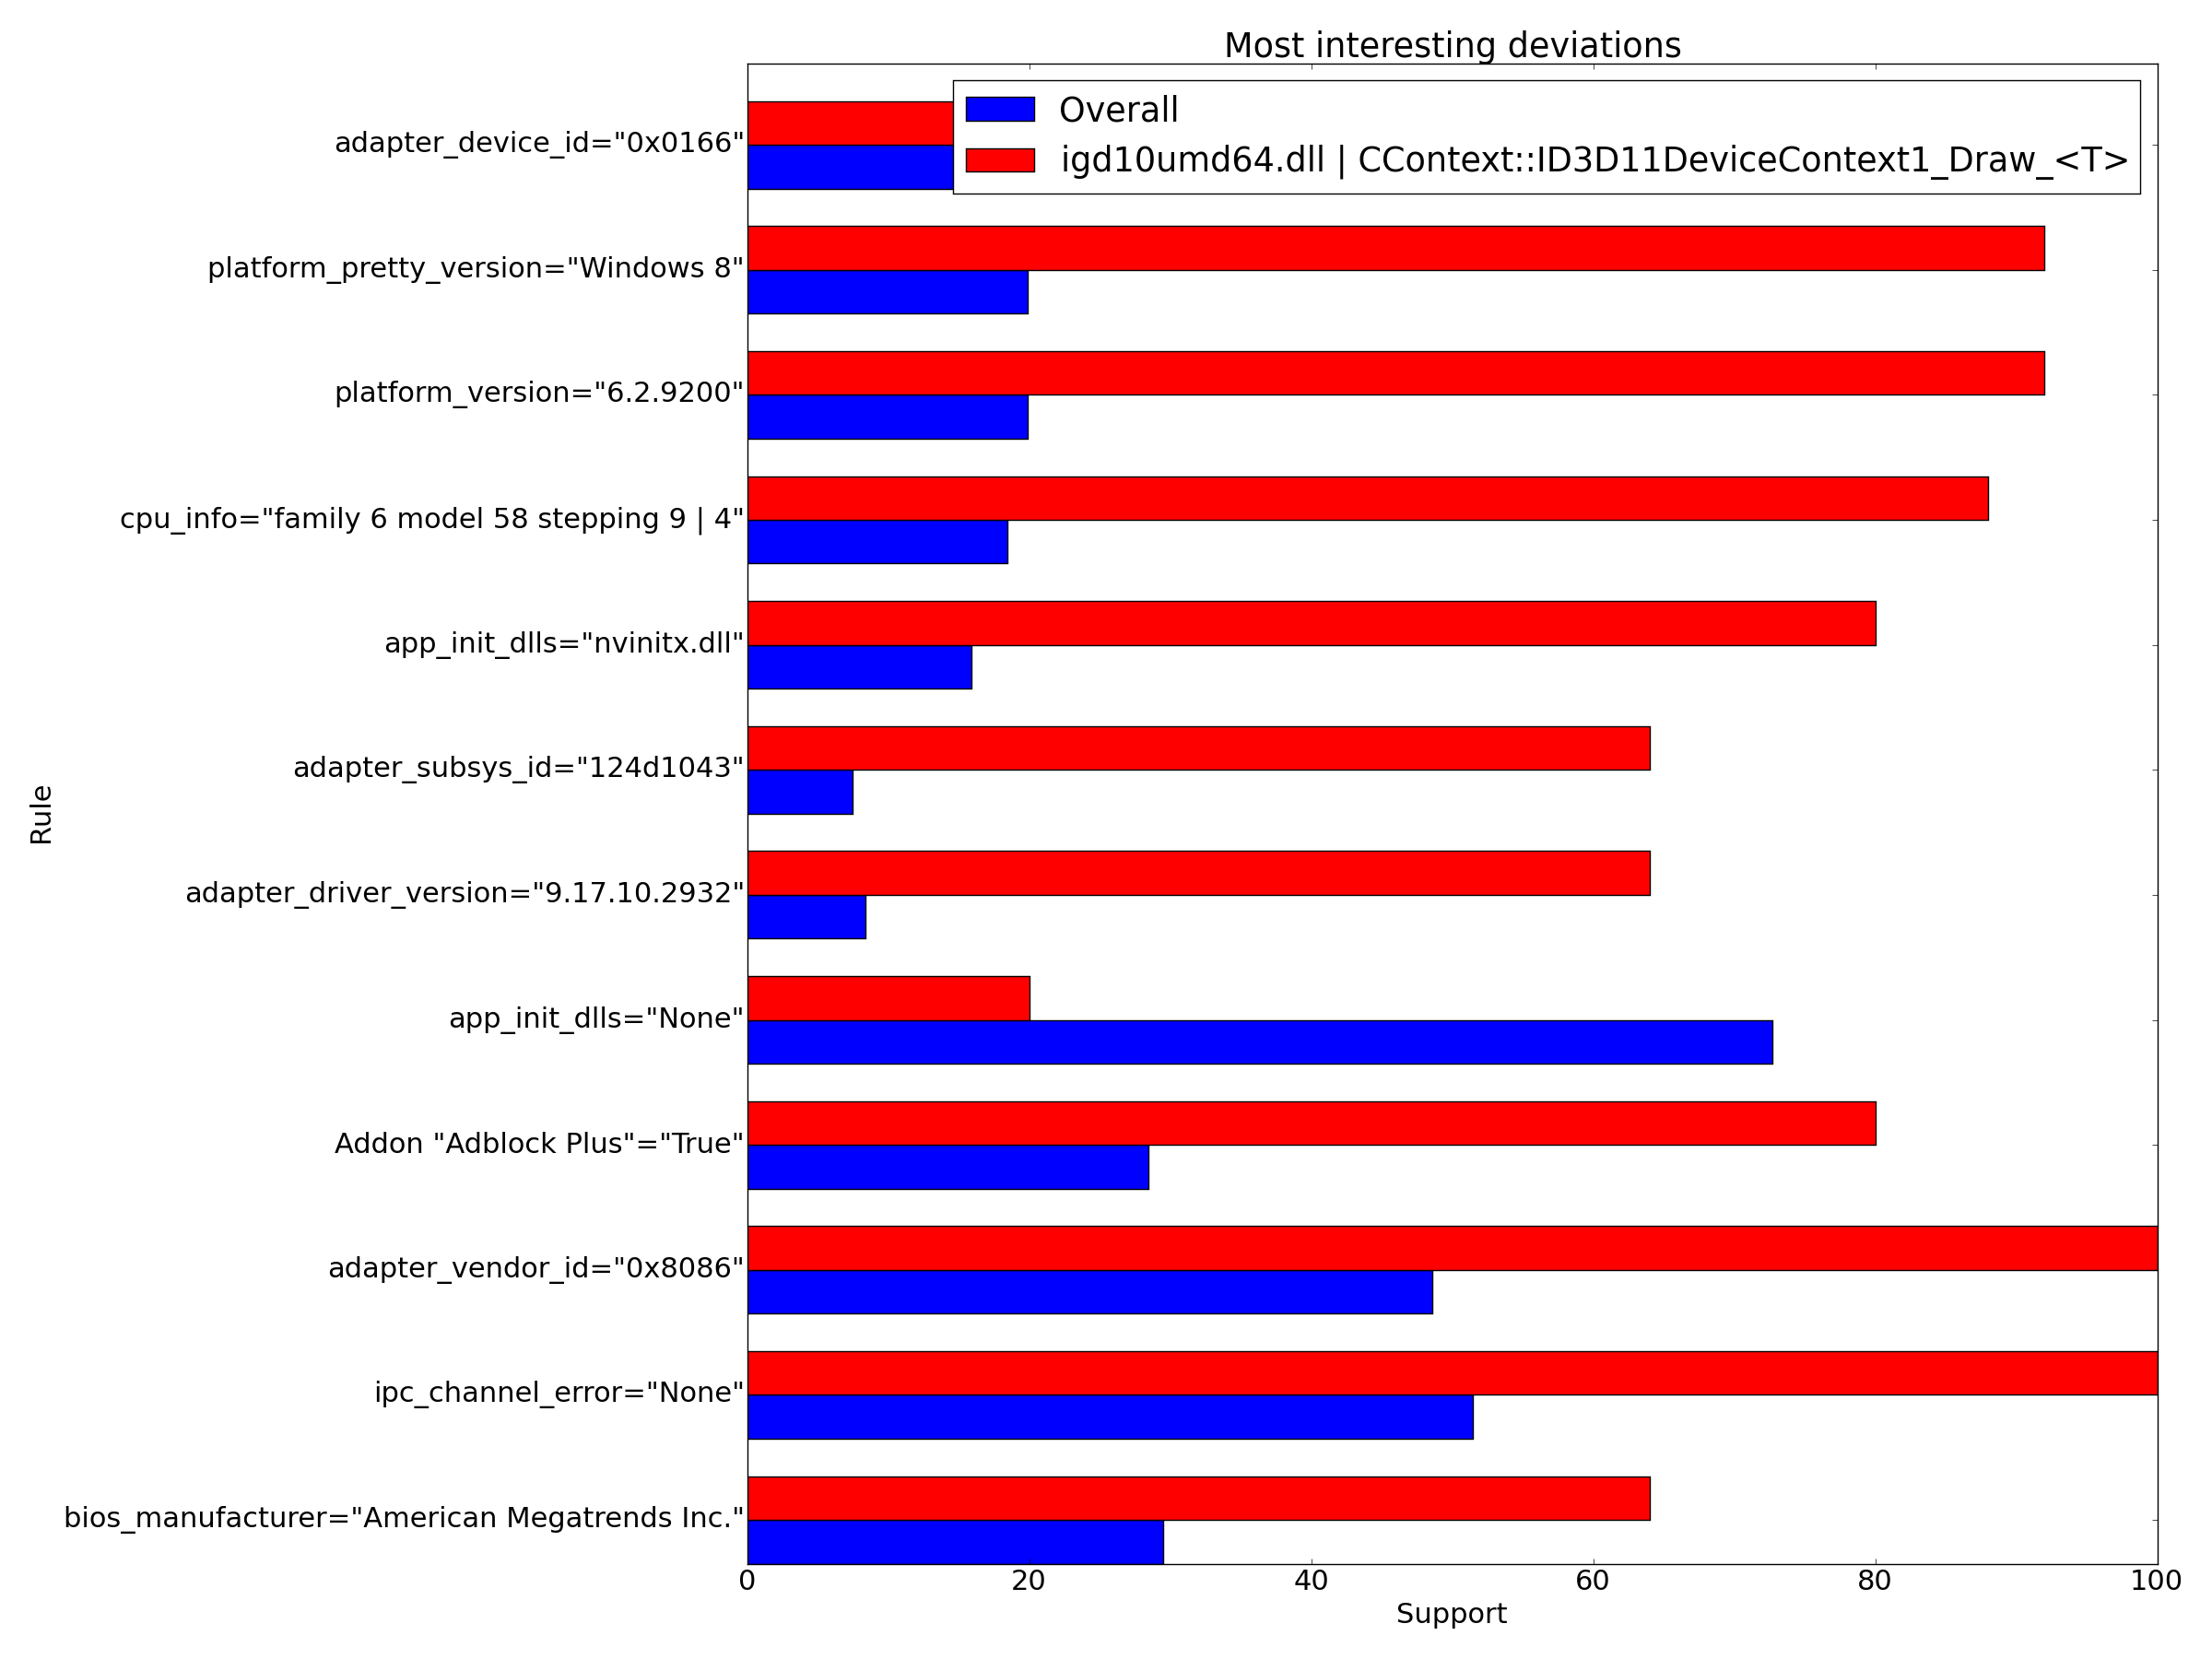 Most interesting deviations
Overall
igd10umd64.dll | CContext::ID3D11DeviceContext1_Draw_<T>
adapter_device_id="0x0166"
platform_pretty_version="Windows 8"
platform_version="6.2.9200"
cpu_info="family 6 model 58 stepping 9 | 4"
app_init_dlls="nvinitx.dll"
adapter_subsys_id="124d1043"
adapter_driver_version="9.17.10.2932"
app_init_dlls="None"
Addon "Adblock Plus"="True"
adapter_vendor_id="0x8086"
ipc_channel_error="None"
bios_manufacturer="American Megatrends Inc."
Rule
0 20 40 60 80 100
Support